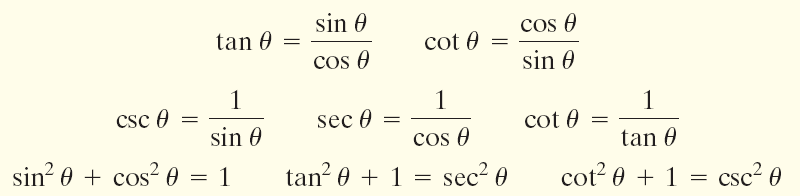 tan θ = sin θ / cos θ    cot θ = cos θ / sin θ
csc θ = 1 / sin θ    sec θ = 1 / cos θ    cot θ = 1 / tan θ
sin² θ + cos² θ = 1    tan² θ + 1 = sec² θ    cot² θ + 1 = csc² θ